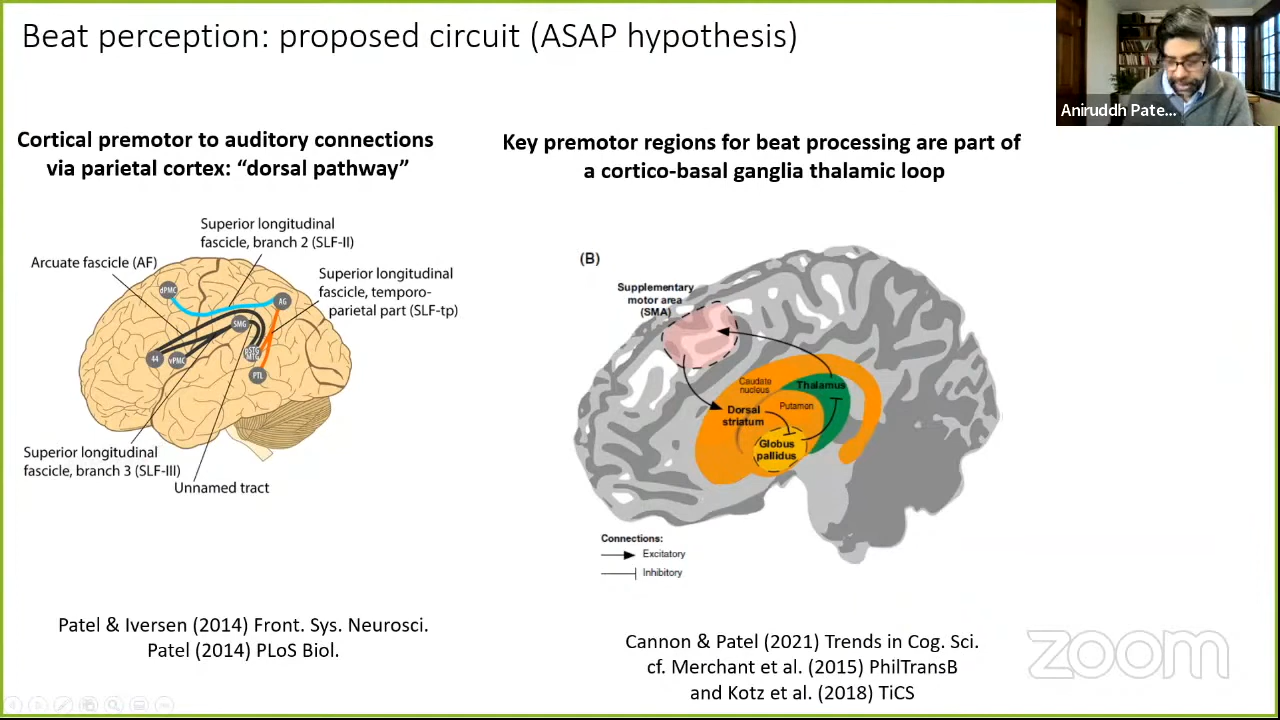 Beat perception: proposed circuit (ASAP hypothesis)
Aniruddh Pate...
Cortical premotor to auditory connections
via parietal cortex: “dorsal pathway”
Superior longitudinal
fascicle, branch 2 (SLF-II)
Arcuate fascicle (AF)
Superior longitudinal
fascicle, temporo-
parietal part (SLF-tp)
dPMC
AG
SMG
44
vPMC
PTL
Superior longitudinal
fascicle, branch 3 (SLF-III)
Unnamed tract
Patel & Iversen (2014) Front. Sys. Neurosci.
Patel (2014) PLoS Biol.
Key premotor regions for beat processing are part of
a cortico-basal ganglia thalamic loop
(B)
Supplementary
motor area
(SMA)
Caudate
nucleus
Thalamus
Dorsal
striatum
Putamen
Globus
pallidus
Connections:
Excitatory
Inhibitory
Cannon & Patel (2021) Trends in Cog. Sci.
cf. Merchant et al. (2015) PhilTransB
and Kotz et al. (2018) TiCS
zoom